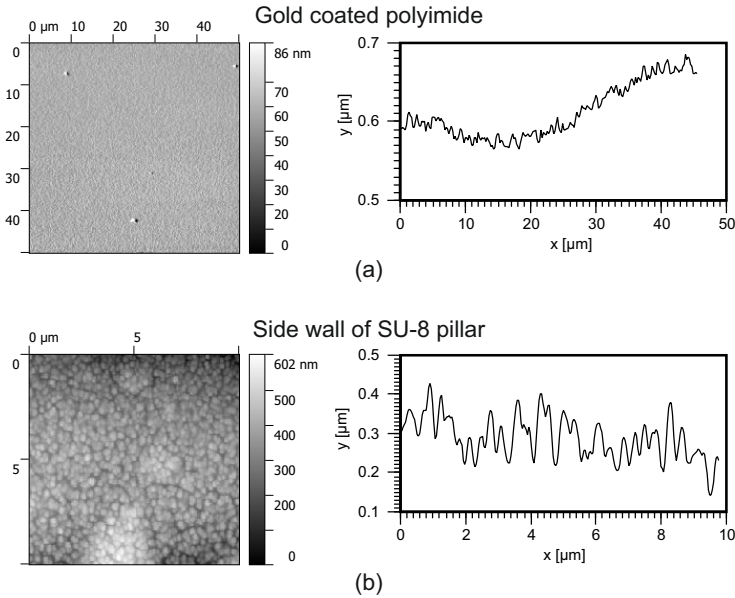 Gold coated polyimide
0 µm 10 20 30 40
0
10
20
30
40
86 nm
70
60
50
40
30
20
0
0.7
0.6
0.5
y [µm]
0 10 20 30 40 50
x [µm]
(a)
Side wall of SU-8 pillar
0 µm 5
0
5
602 nm
500
400
300
200
0
0.5
0.4
0.3
0.2
0.1
y [µm]
0 2 4 6 8 10
x [µm]
(b)